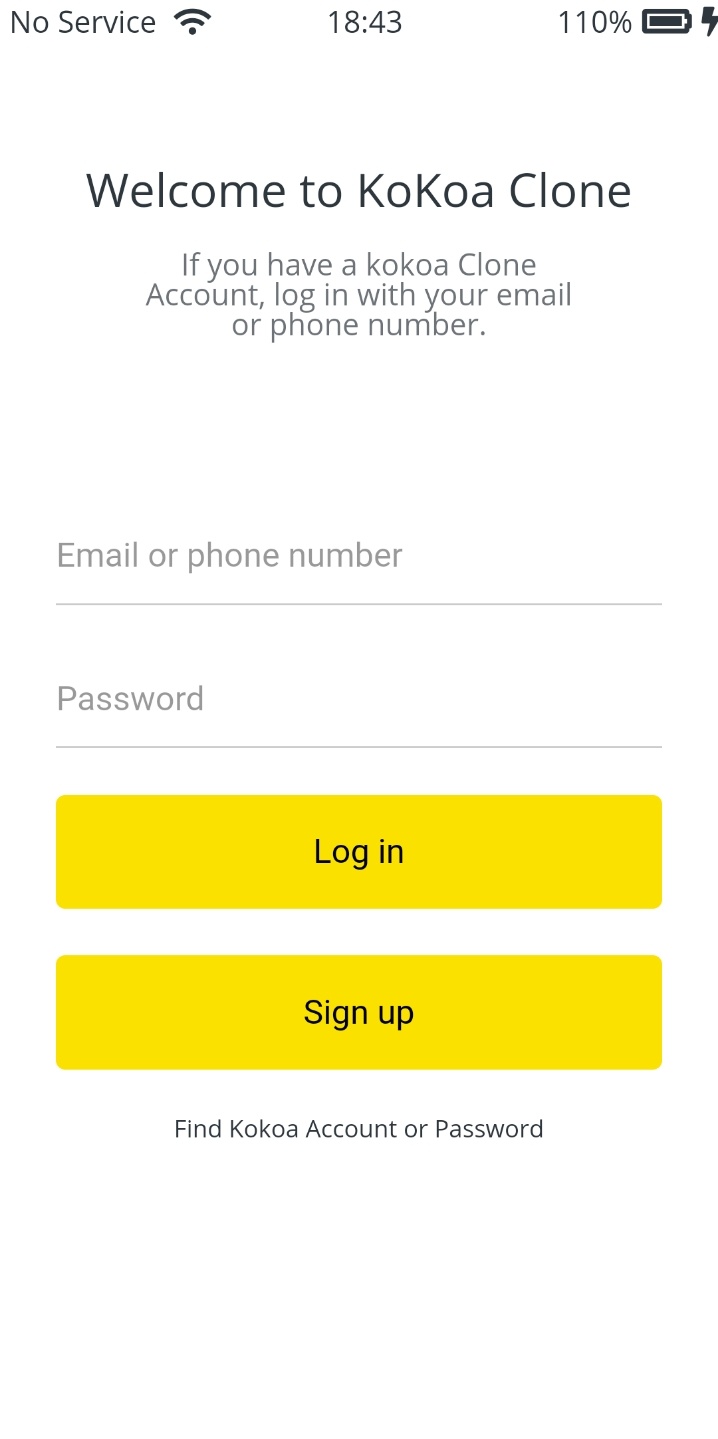 No Service 18:43 110%
Welcome to KoKoa Clone
If you have a kokoa Clone
Account, log in with your email
or phone number.
Email or phone number
Password
Log in
Sign up
Find Kokoa Account or Password